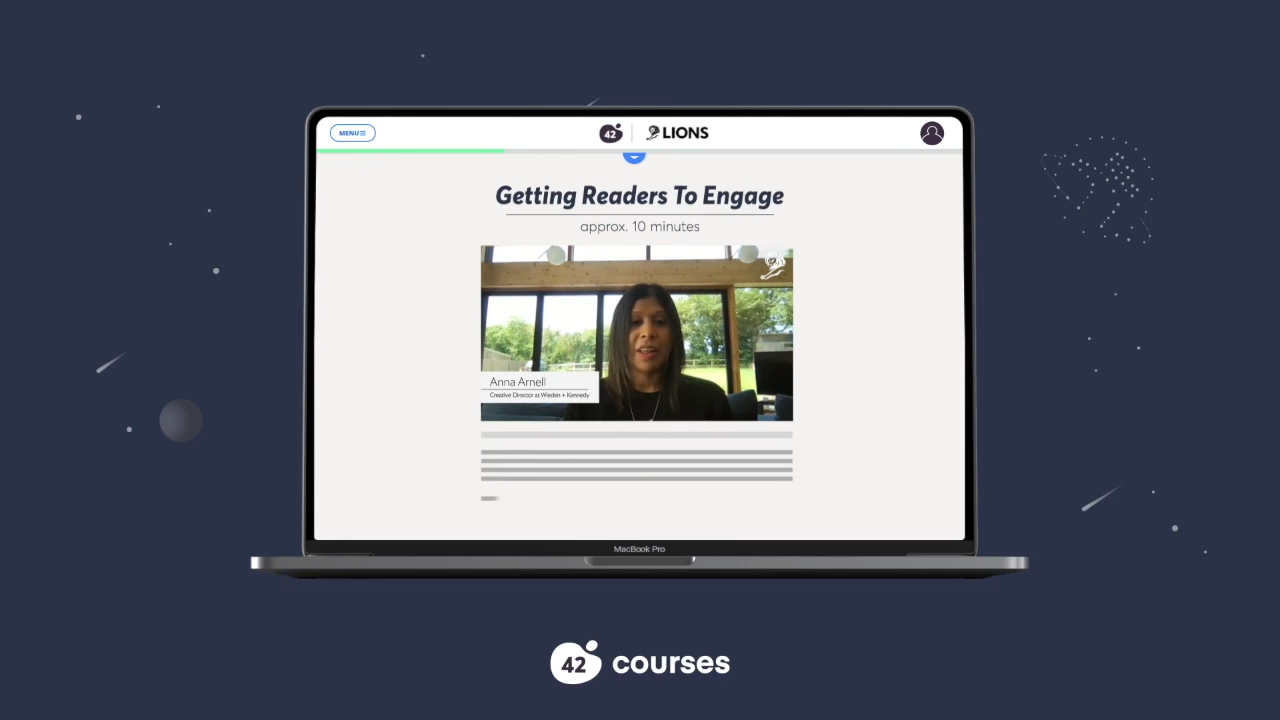 MENU
42
LIONS
Getting Readers To Engage
approx. 10 minutes
Anna Arnell
Creative Director at Wieden + Kennedy
MacBook Pro
42 courses